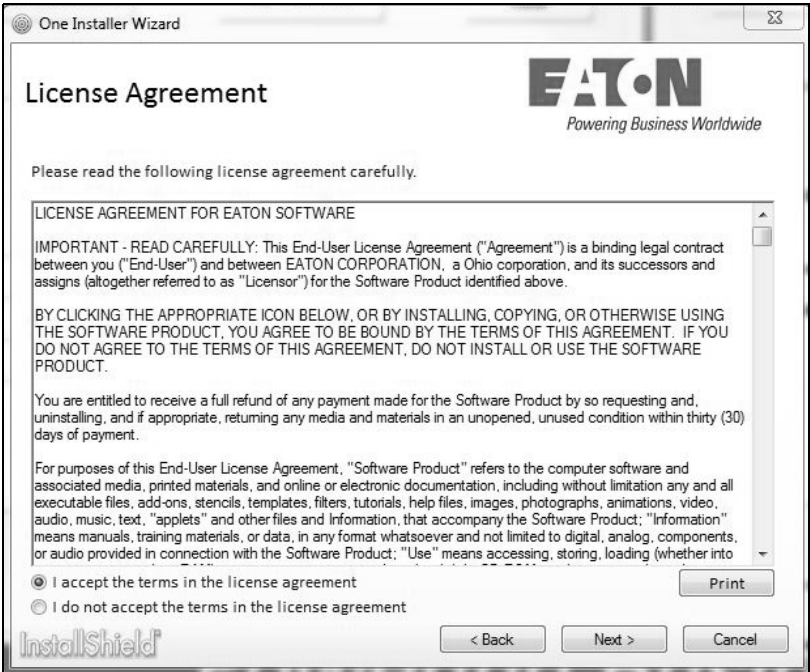 One Installer Wizard
License Agreement
EATON
Powering Business Worldwide
Please read the following license agreement carefully.
LICENSE AGREEMENT FOR EATON SOFTWARE
IMPORTANT - READ CAREFULLY: This End-User License Agreement ("Agreement") is a binding legal contract
between you ("End-User") and between EATON CORPORATION, a Ohio corporation, and its successors and
assigns (altogether referred to as "Licensor") for the Software Product identified above.
BY CLICKING THE APPROPRIATE ICON BELOW, OR BY INSTALLING, COPYING, OR OTHERWISE USING
THE SOFTWARE PRODUCT, YOU AGREE TO BE BOUND BY THE TERMS OF THIS AGREEMENT. IF YOU
DO NOT AGREE TO THE TERMS OF THIS AGREEMENT, DO NOT INSTALL OR USE THE SOFTWARE
PRODUCT.
You are entitled to receive a full refund of any payment made for the Software Product by so requesting and,
uninstalling, and if appropriate, returning any media and materials in an unopened, unused condition within thirty (30)
days of payment.
For purposes of this End-User License Agreement, "Software Product" refers to the computer software and
associated media, printed materials, and online or electronic documentation, including without limitation any and all
executable files, add-ons, stencils, templates, filters, tutorials, help files, images, photographs, animations, video,
audio, music, text, "applets" and other files and Information, that accompany the Software Product; "Information"
means manuals, training materials, or data, in any format whatsoever and not limited to digital, analog, components,
or audio provided in connection with the Software Product; "Use" means accessing, storing, loading (whether into
I accept the terms in the license agreement
Print
I do not accept the terms in the license agreement
InstallShield
< Back
Next >
Cancel